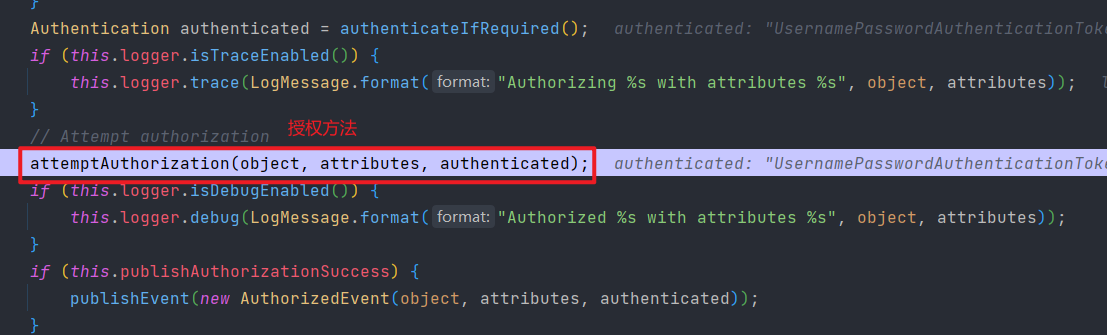 }
Authentication authenticated = authenticateIfRequired(); authenticated: "UsernamePasswordAuthenticationToke
if (this.logger.isTraceEnabled()) {
this.logger.trace(LogMessage.format( format: "Authorizing %s with attributes %s", object, attributes));
}
// Attempt authorization 授权方法
attemptAuthorization(object, attributes, authenticated); authenticated: "UsernamePasswordAuthenticationToke
if (this.logger.isDebugEnabled()) {
this.logger.debug(LogMessage.format( format: "Authorized %s with attributes %s", object, attributes));
}
if (this.publishAuthorizationSuccess) {
publishEvent(new AuthorizedEvent(object, attributes, authenticated));
}